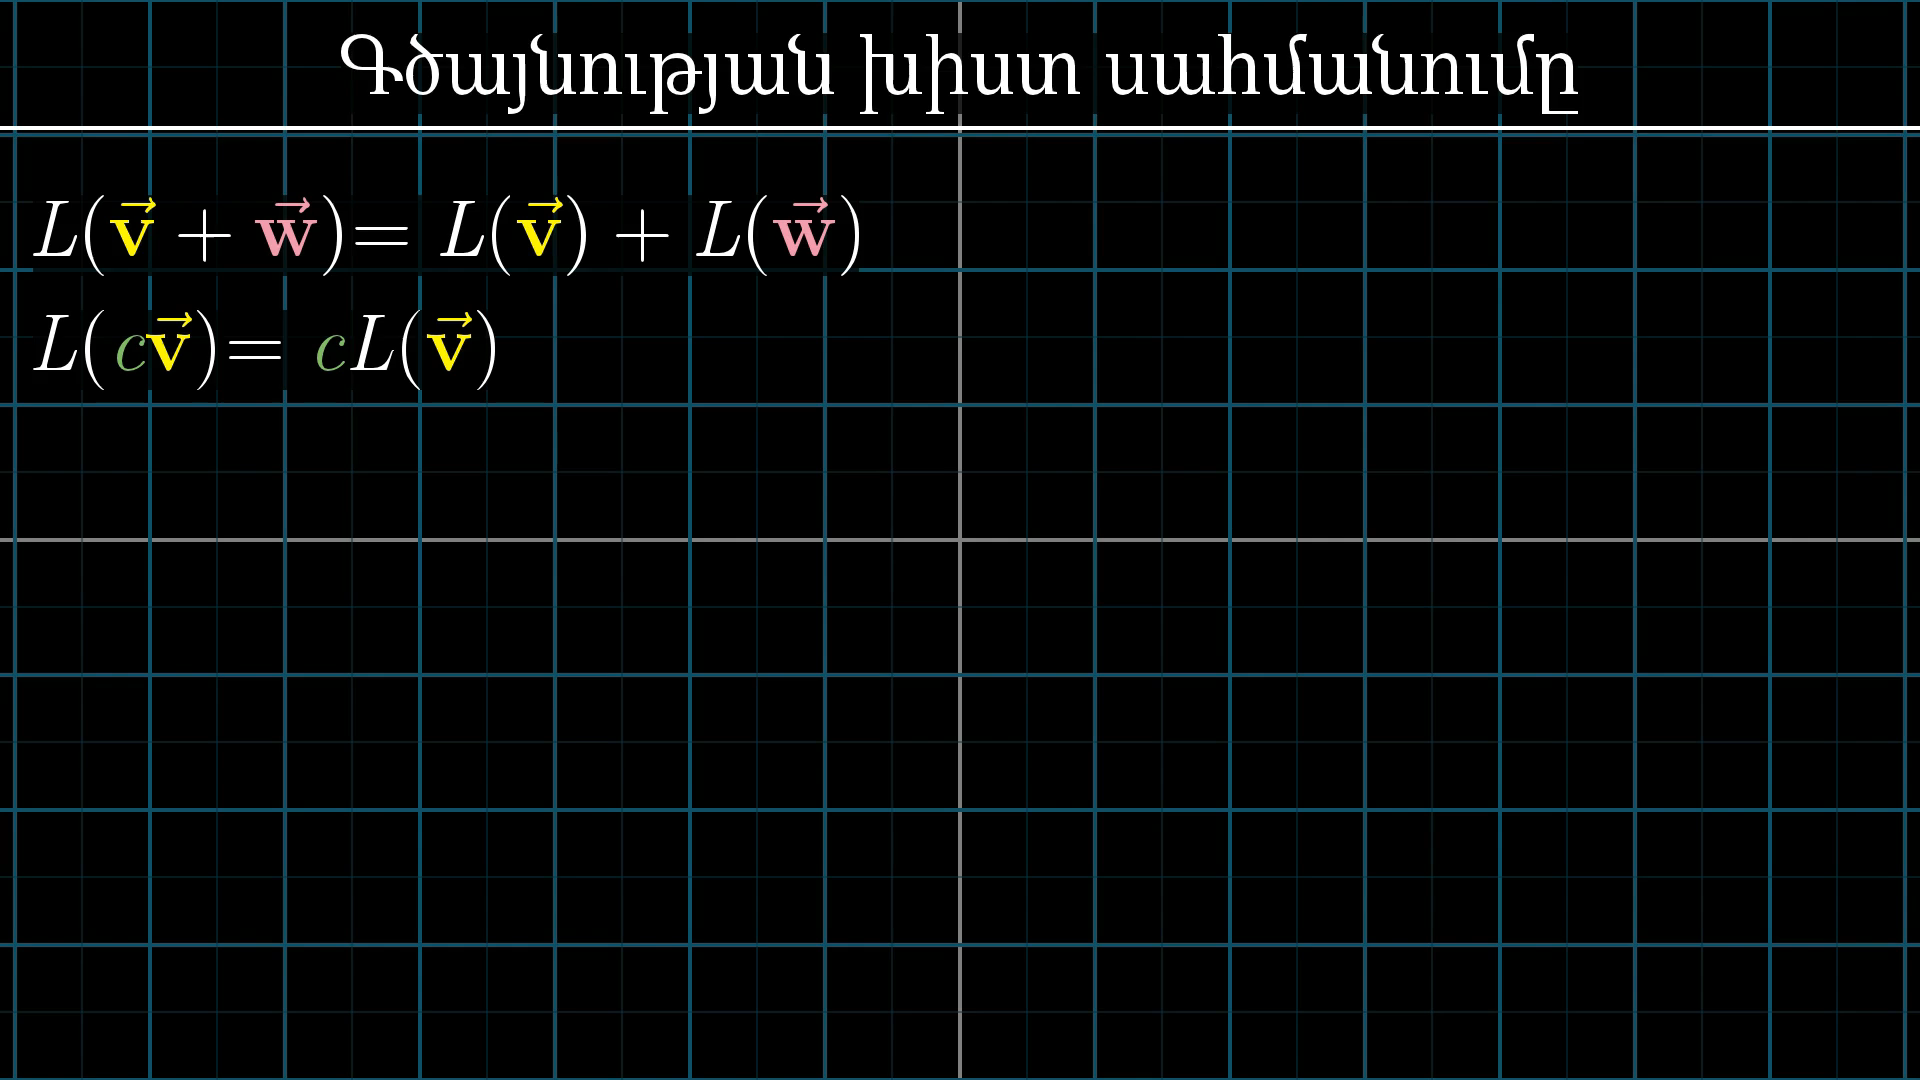 Գծայնության խիստ սահմանումը
L(v⃗ + w⃗) = L(v⃗) + L(w⃗)
L(cv⃗) = cL(v⃗)